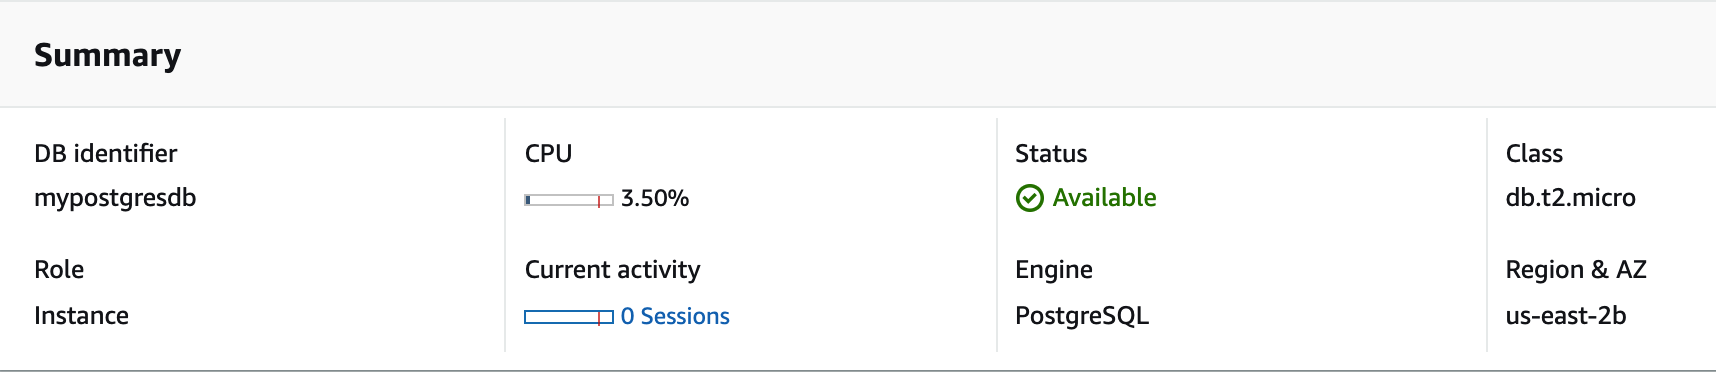 Summary
DB identifier
mypostgresdb
CPU
3.50%
Status
Available
Class
db.t2.micro
Role
Instance
Current activity
0 Sessions
Engine
PostgreSQL
Region & AZ
us-east-2b